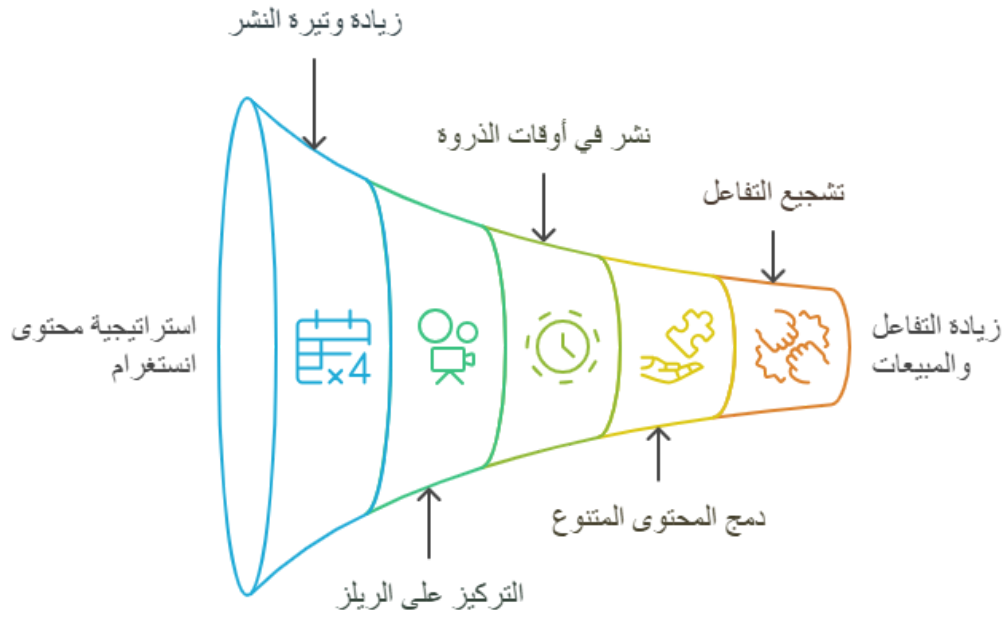 زيادة وتيرة النشر
نشر في أوقات الذروة
تشجيع التفاعل
استراتيجية محتوى
انستغرام
×4
زيادة التفاعل
والمبيعات
دمج المحتوى المتنوع
التركيز على الريلز